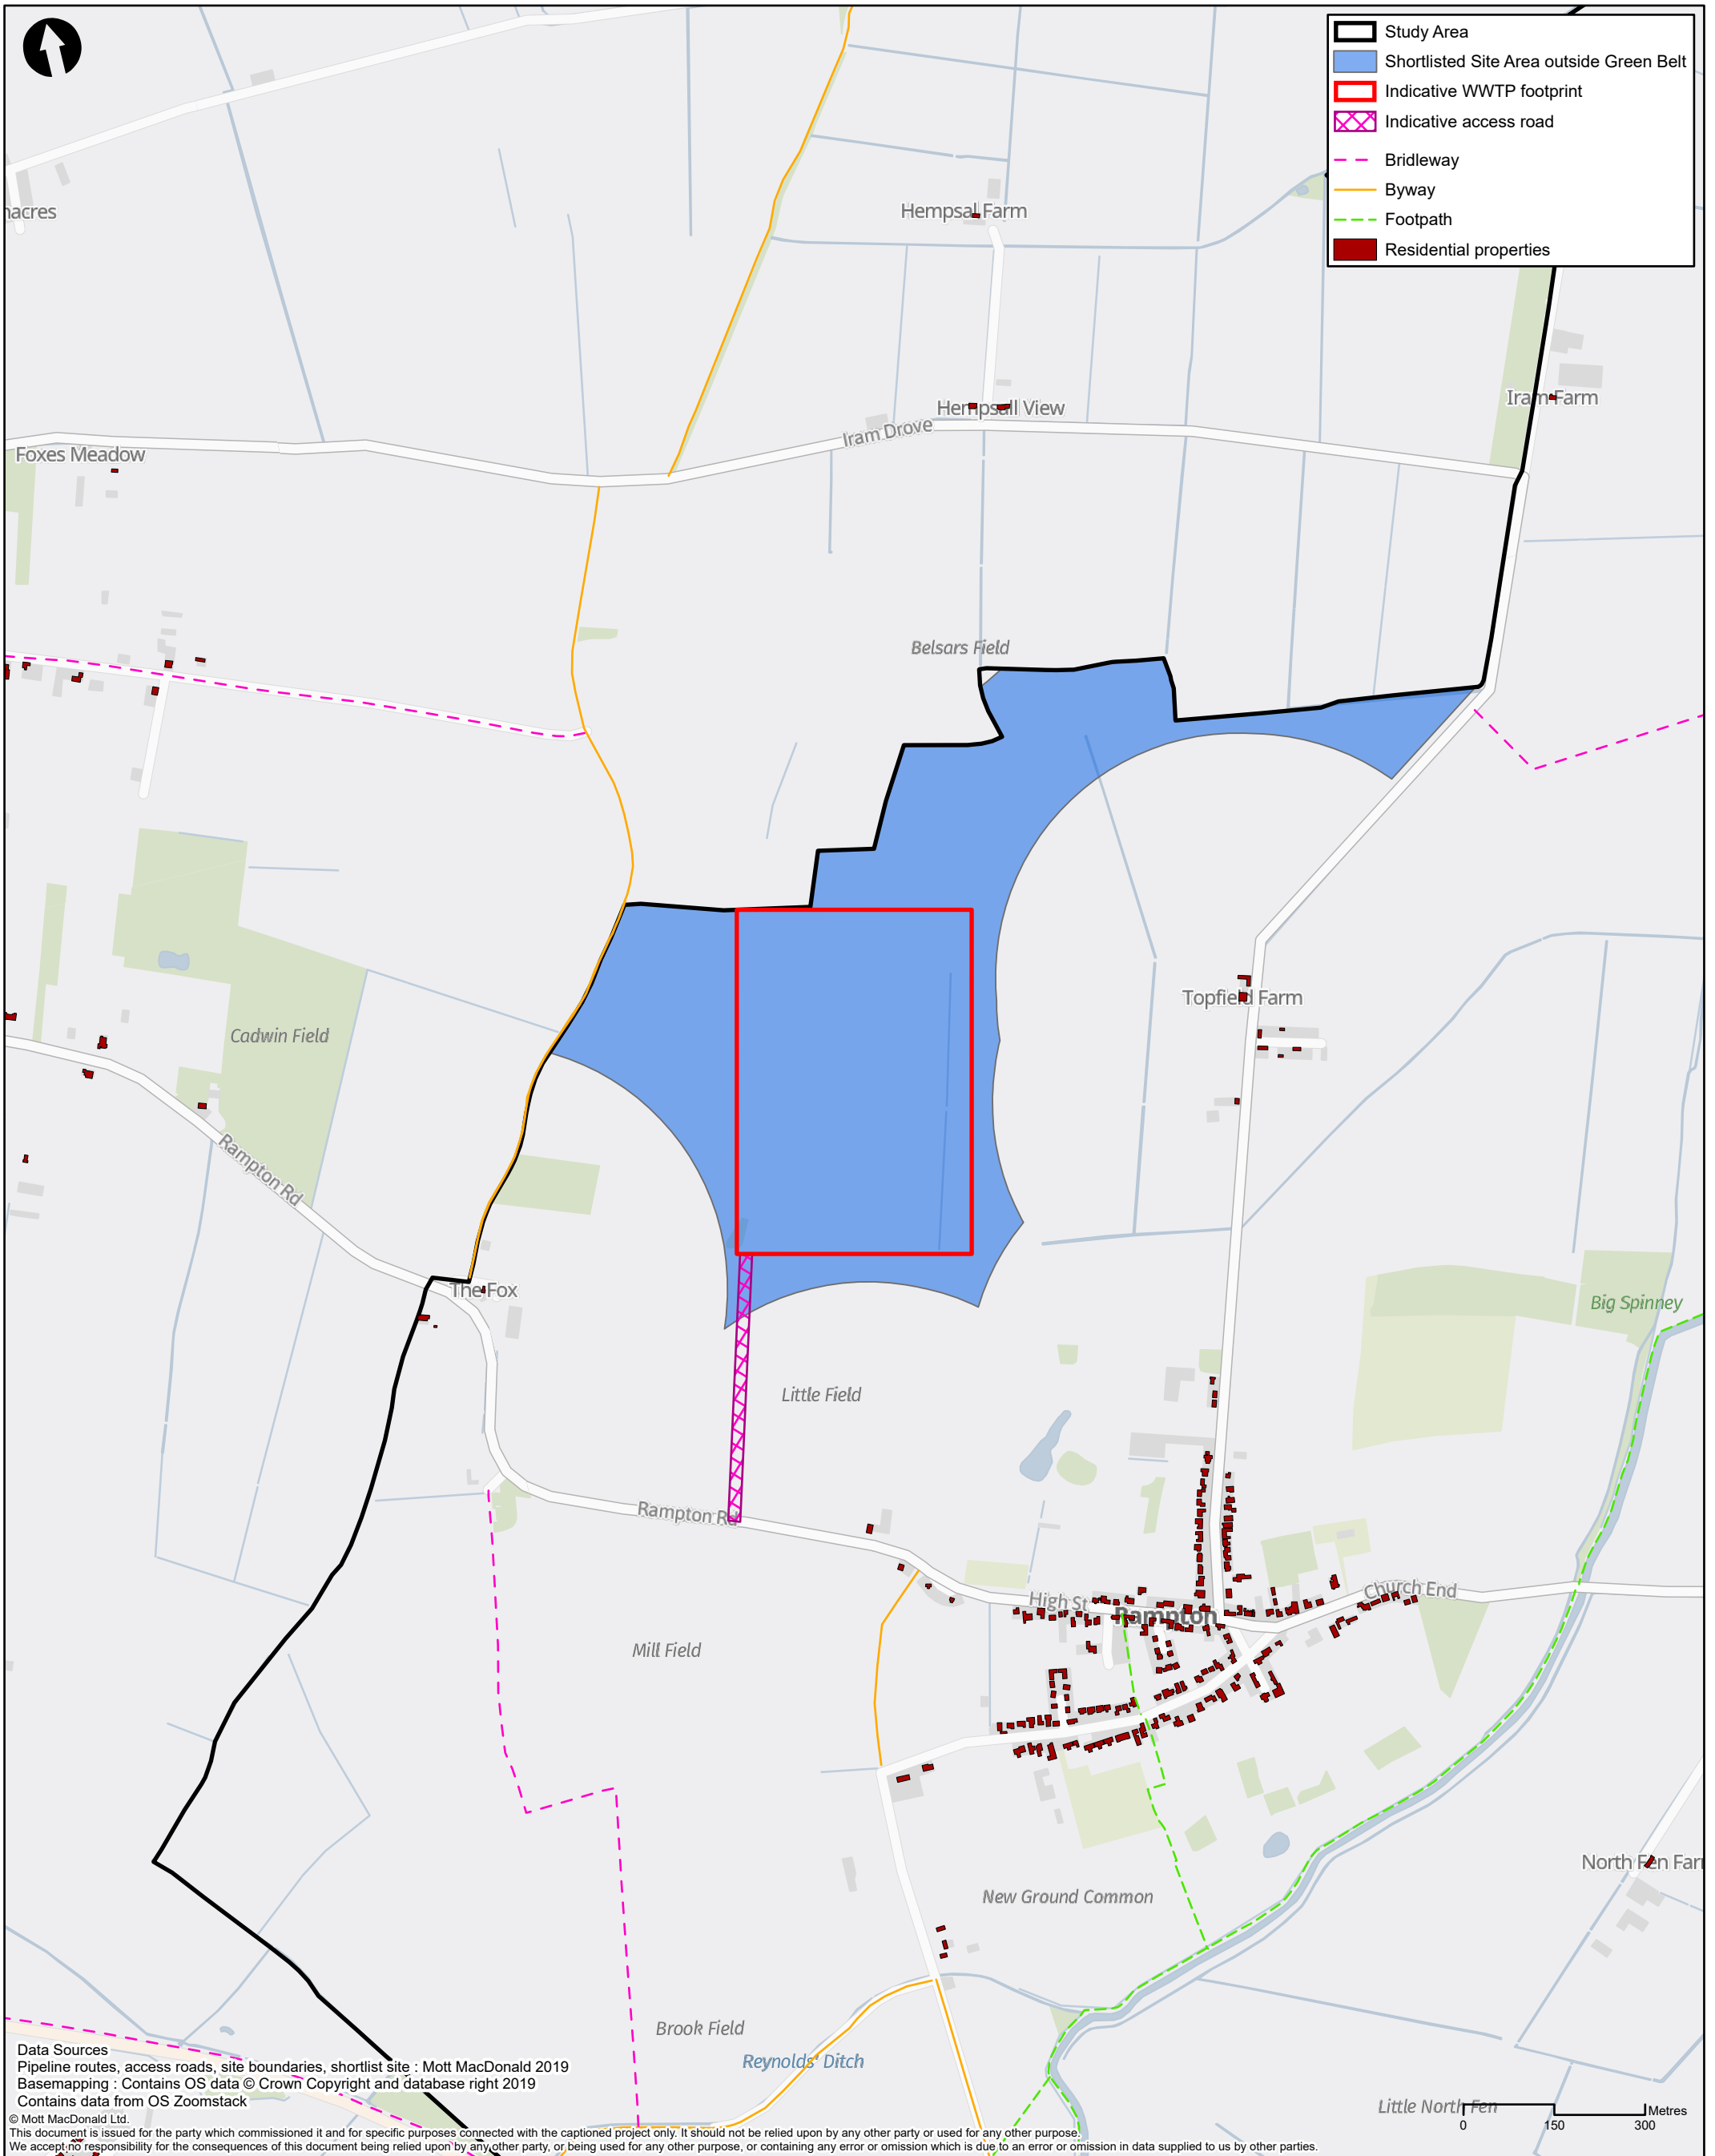 Study Area
Shortlisted Site Area outside Green Belt
Indicative WWTP footprint
Indicative access road
Bridleway
Byway
Footpath
Residential properties
nacres
Hempsal Farm
Hempsall View
Iram Drove
Iram Farm
Foxes Meadow
Belsars Field
Topfield Farm
Cadwin Field
Rampton Rd
The Fox
Big Spinney
Little Field
Rampton Rd
High St
Rampton
Church End
Mill Field
North Fen Farm
New Ground Common
Brook Field
Reynolds' Ditch
Little North Fen
0 150 300 Metres
Data Sources
Pipeline routes, access roads, site boundaries, shortlist site : Mott MacDonald 2019
Basemapping : Contains OS data © Crown Copyright and database right 2019
Contains data from OS Zoomstack
© Mott MacDonald Ltd.
This document is issued for the party which commissioned it and for specific purposes connected with the captioned project only. It should not be relied upon by any other party or used for any other purpose.
We accept no responsibility for the consequences of this document being relied upon by any other party, or being used for any other purpose, or containing any error or omission which is due to an error or omission in data supplied to us by other parties.